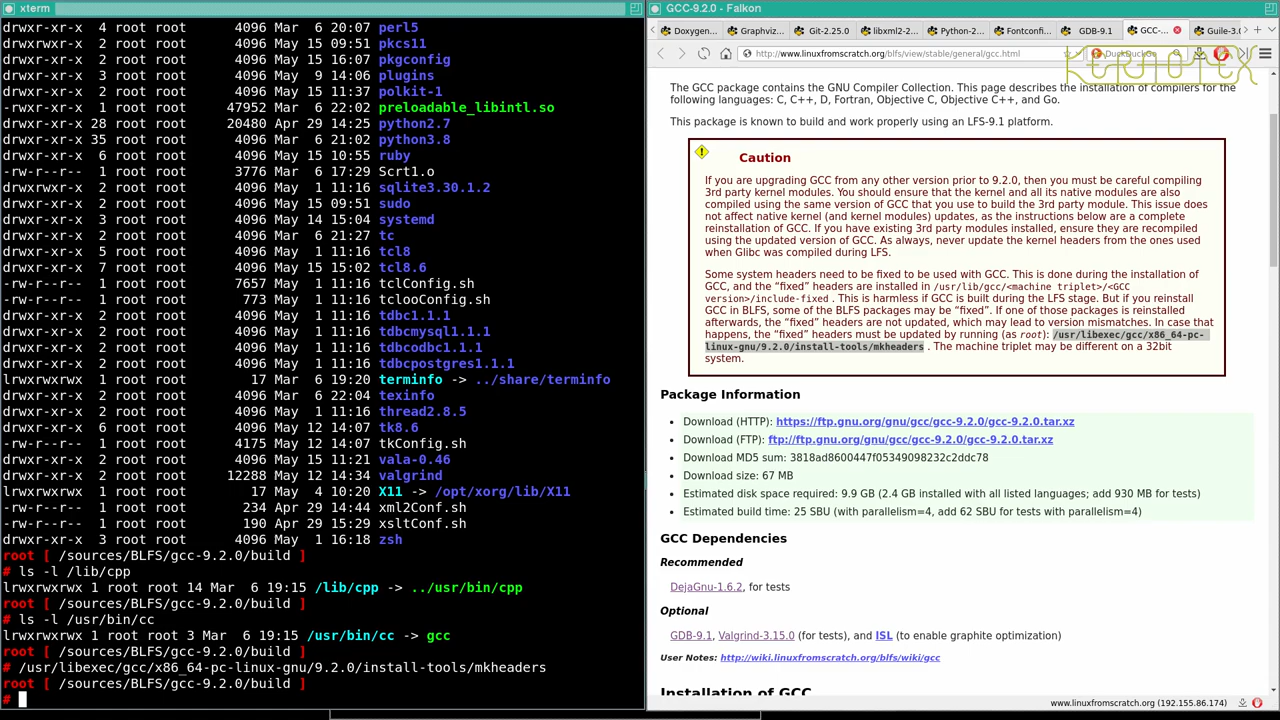 xterm
drwxr-xr-x 4 root root 4096 Mar 6 20:07 perl5
drwxrwxr-x 2 root root 4096 May 15 09:51 pkcs11
drwxr-xr-x 2 root root 4096 May 15 16:07 pkgconfig
drwxr-xr-x 3 root root 4096 May 9 14:06 plugins
drwxr-xr-x 2 root root 4096 May 15 11:37 polkit-1
-rwxr-xr-x 1 root root 47952 Mar 6 22:02 preloadable_libintl.so
drwxr-xr-x 28 root root 20480 Apr 29 14:25 python2.7
drwxr-xr-x 35 root root 4096 Mar 6 21:02 python3.8
drwxr-xr-x 6 root root 4096 May 15 10:55 ruby
-rw-r--r-- 1 root root 3776 Mar 6 17:29 Scrt1.o
drwxrwxr-x 2 root root 4096 May 1 11:16 sqlite3.30.1.2
drwxr-xr-x 2 root root 4096 May 15 09:51 sudo
drwxr-xr-x 3 root root 4096 May 14 15:04 systemd
drwxr-xr-x 2 root root 4096 Mar 6 21:27 tc
drwxr-xr-x 5 root root 4096 May 1 11:16 tcl8
drwxr-xr-x 7 root root 4096 May 15 15:02 tcl8.6
-rw-r--r-- 1 root root 7657 May 1 11:16 tclConfig.sh
-rw-r--r-- 1 root root 773 May 1 11:16 tclooConfig.sh
drwxr-xr-x 2 root root 4096 May 1 11:16 tdbc1.1.1
drwxr-xr-x 2 root root 4096 May 1 11:16 tdbcmysql1.1.1
drwxr-xr-x 2 root root 4096 May 1 11:16 tdbcodbc1.1.1
drwxr-xr-x 2 root root 4096 May 1 11:16 tdbcpostgres1.1.1
lrwxrwxrwx 1 root root 17 Mar 6 19:20 terminfo -> ../share/terminfo
drwxr-xr-x 2 root root 4096 Mar 6 22:04 texinfo
drwxr-xr-x 2 root root 4096 May 1 11:16 thread2.8.5
drwxr-xr-x 6 root root 4096 May 12 14:07 tk8.6
-rw-r--r-- 1 root root 4175 May 12 14:07 tkConfig.sh
drwxr-xr-x 2 root root 4096 May 15 11:21 vala-0.46
drwxr-xr-x 2 root root 12288 May 12 14:34 valgrind
lrwxrwxrwx 1 root root 17 May 4 10:20 X11 -> /opt/xorg/lib/X11
-rw-r--r-- 1 root root 234 Apr 29 14:44 xml2Conf.sh
-rw-r--r-- 1 root root 190 Apr 29 15:29 xsltConf.sh
drwxr-xr-x 3 root root 4096 May 1 16:18 zsh
root [ /sources/BLFS/gcc-9.2.0/build ]
# ls -l /lib/cpp
lrwxrwxrwx 1 root root 14 Mar 6 19:15 /lib/cpp -> ../usr/bin/cpp
root [ /sources/BLFS/gcc-9.2.0/build ]
# ls -l /usr/bin/cc
lrwxrwxrwx 1 root root 3 Mar 6 19:15 /usr/bin/cc -> gcc
root [ /sources/BLFS/gcc-9.2.0/build ]
# /usr/libexec/gcc/x86_64-pc-linux-gnu/9.2.0/install-tools/mkheaders
root [ /sources/BLFS/gcc-9.2.0/build ]
#
GCC-9.2.0 - Falkon
Doxygen... Graphviz... Git-2.25.0 libxml2-... Python-2... Fontconfi... GDB-9.1 GCC-... Guile-3.0
http://www.linuxfromscratch.org/blfs/view/stable/general/gcc.html DuckDuckGo
KERNOTEX
The GCC package contains the GNU Compiler Collection. This page describes the installation of compilers for the
following languages: C, C++, D, Fortran, Objective C, Objective C++, and Go.
This package is known to build and work properly using an LFS-9.1 platform.
Caution
If you are upgrading GCC from any other version prior to 9.2.0, then you must be careful compiling
3rd party kernel modules. You should ensure that the kernel and all its native modules are also
compiled using the same version of GCC that you use to build the 3rd party module. This issue does
not affect native kernel (and kernel modules) updates, as the instructions below are a complete
reinstallation of GCC. If you have existing 3rd party modules installed, ensure they are recompiled
using the updated version of GCC. As always, never update the kernel headers from the ones used
when Glibc was compiled during LFS.
Some system headers need to be fixed to be used with GCC. This is done during the installation of
GCC, and the “fixed” headers are installed in /usr/lib/gcc/<machine triplet>/<GCC
version>/include-fixed . This is harmless if GCC is built during the LFS stage. But if you reinstall
GCC in BLFS, some of the BLFS packages may be “fixed”. If one of those packages is reinstalled
afterwards, the “fixed” headers are not updated, which may lead to version mismatches. In case that
happens, the “fixed” headers must be updated by running (as root): /usr/libexec/gcc/x86_64-pc-
linux-gnu/9.2.0/install-tools/mkheaders . The machine triplet may be different on a 32bit
system.
Package Information
• Download (HTTP): https://ftp.gnu.org/gnu/gcc/gcc-9.2.0/gcc-9.2.0.tar.xz
• Download (FTP): ftp://ftp.gnu.org/gnu/gcc/gcc-9.2.0/gcc-9.2.0.tar.xz
• Download MD5 sum: 3818ad8600447f05349098232c2ddc78
• Download size: 67 MB
• Estimated disk space required: 9.9 GB (2.4 GB installed with all listed languages; add 930 MB for tests)
• Estimated build time: 25 SBU (with parallelism=4, add 62 SBU for tests with parallelism=4)
GCC Dependencies
Recommended
DejaGnu-1.6.2, for tests
Optional
GDB-9.1, Valgrind-3.15.0 (for tests), and ISL (to enable graphite optimization)
User Notes: http://wiki.linuxfromscratch.org/blfs/wiki/gcc
Installation of GCC
www.linuxfromscratch.org (192.155.86.174)